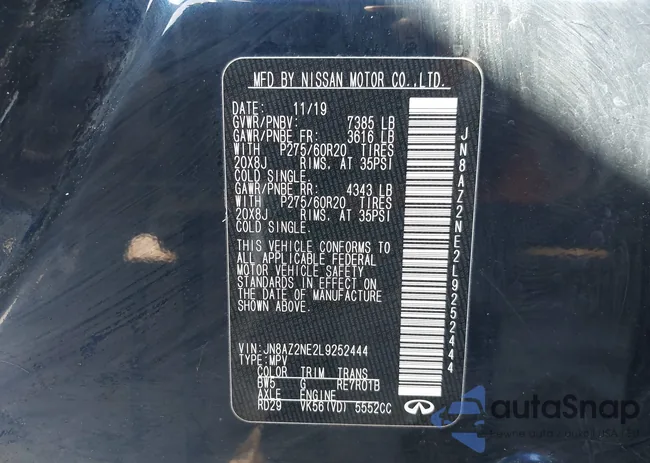 MFD BY NISSAN MOTOR CO.,LTD.
DATE: 11/19
GVWR/PNBV: 7385 LB
GAWR/PNBE FR: 3616 LB
WITH P275/60R20 TIRES
20X8J RIMS, AT 35PSI
COLD SINGLE.
GAWR/PNBE RR: 4343 LB
WITH P275/60R20 TIRES
20X8J RIMS, AT 35PSI
COLD SINGLE.
THIS VEHICLE CONFORMS TO
ALL APPLICABLE FEDERAL
MOTOR VEHICLE SAFETY
STANDARDS IN EFFECT ON
THE DATE OF MANUFACTURE
SHOWN ABOVE.
VIN:JN8AZ2NE2L9252444
TYPE:MPV
COLOR TRIM TRANS
BW5 G RE7R01B
AXLE ENGINE
RD29 VK56(VD) 5552CC
JN8AZ2NE2L9252444
autoSnap